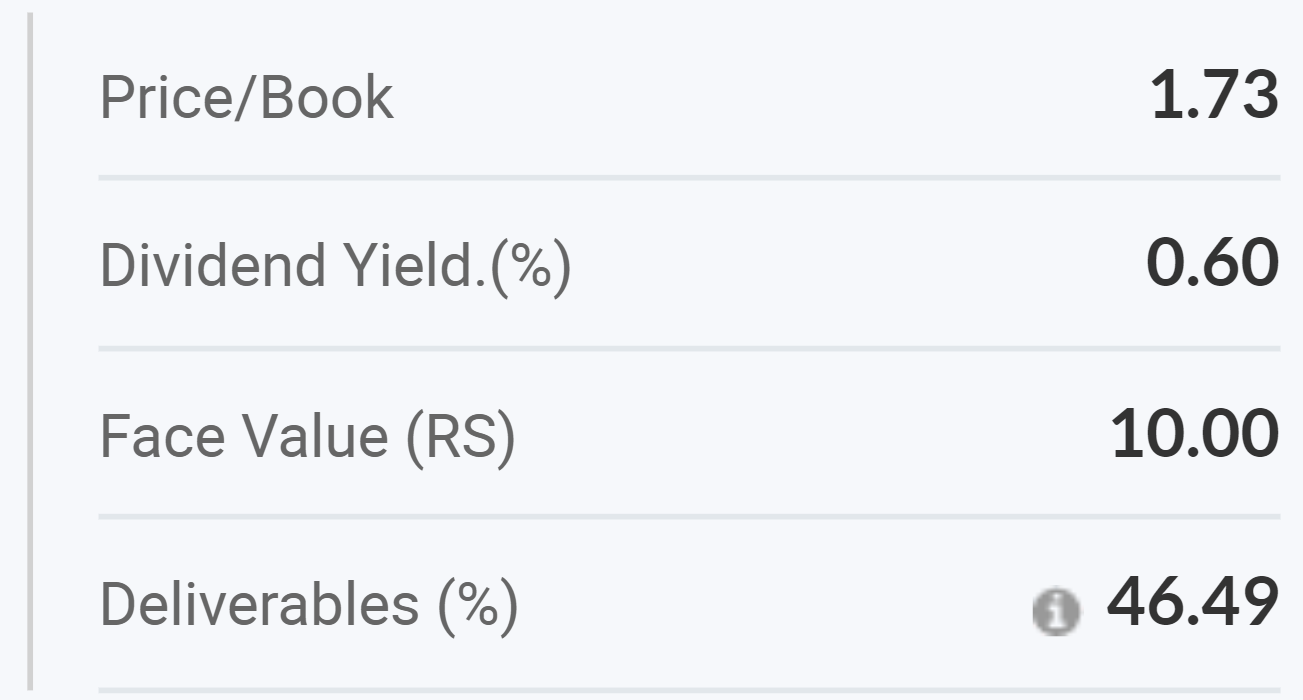 Price/Book 1.73
Dividend Yield.(%) 0.60
Face Value (RS) 10.00
Deliverables (%) 46.49